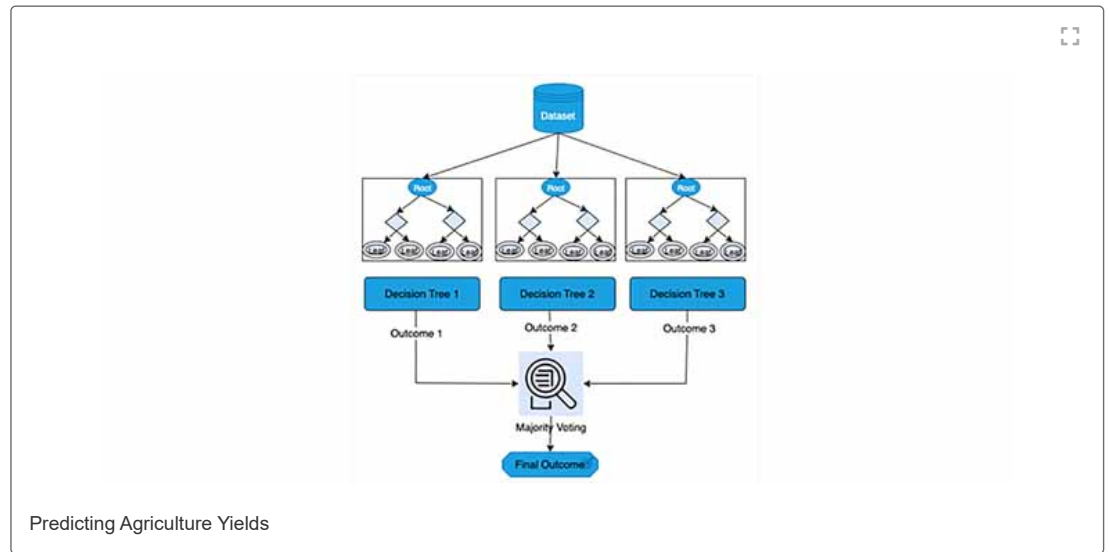 Dataset
Root Root Root
Leaf Leaf Leaf Leaf Leaf Leaf Leaf Leaf Leaf Leaf Leaf Leaf
Decision Tree 1 Decision Tree 2 Decision Tree 3
Outcome 1 Outcome 2 Outcome 3
Majority Voting
Final Outcome
Predicting Agriculture Yields